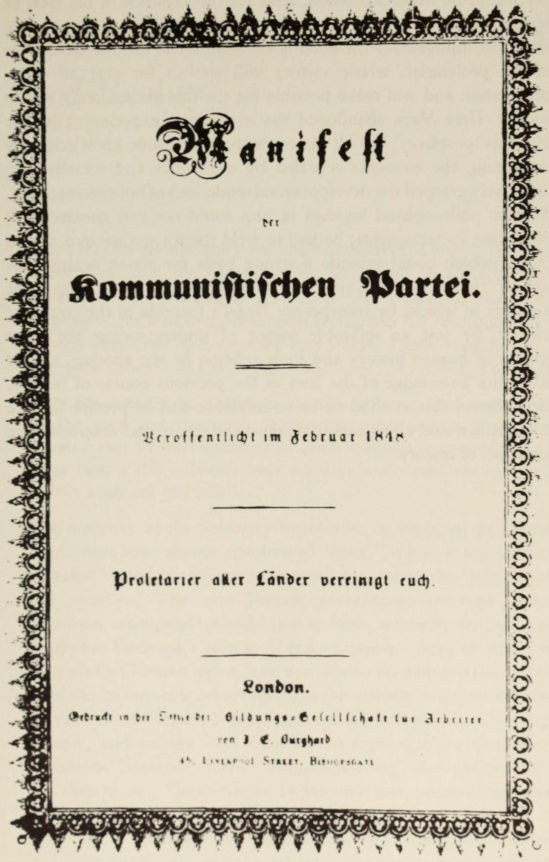 Manifest
der
Kommunistischen Partei.
Veröffentlicht im Februar 1848
Proletarier aller Länder vereinigt euch.
London.
Gedruckt in der Office der Bildungs-Gesellschaft für Arbeiter
von J. E. Burghard
46, LIVERPOOL STREET, BISHOPSGATE